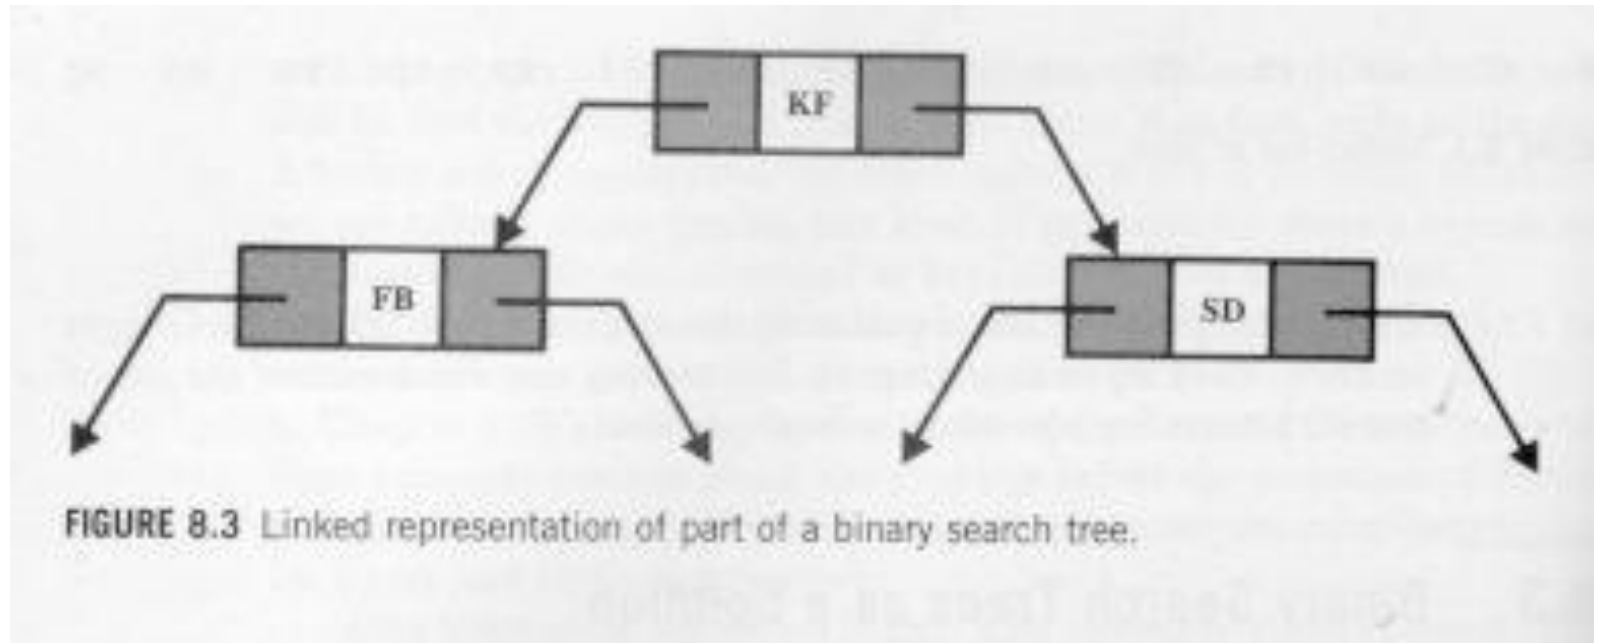 KF
FB
SD
FIGURE 8.3 Linked representation of part of a binary search tree.